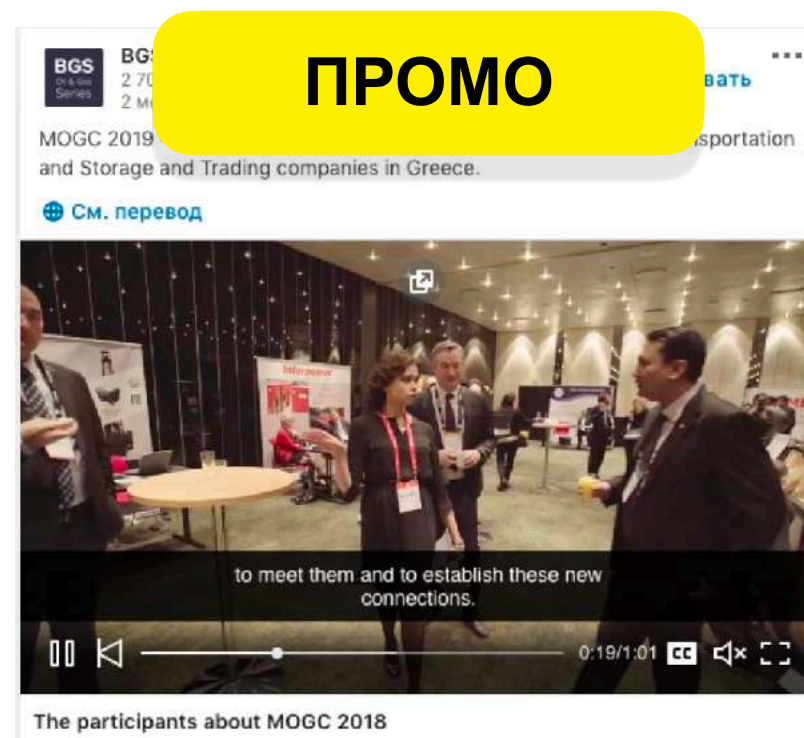 ПРОМО
BGS
Oil & Gas
Series
2 70
вать
MOGC 2019
sportation
and Storage and Trading companies in Greece.
См. перевод
to meet them and to establish these new
connections.
0:19/1:01 CC
The participants about MOGC 2018